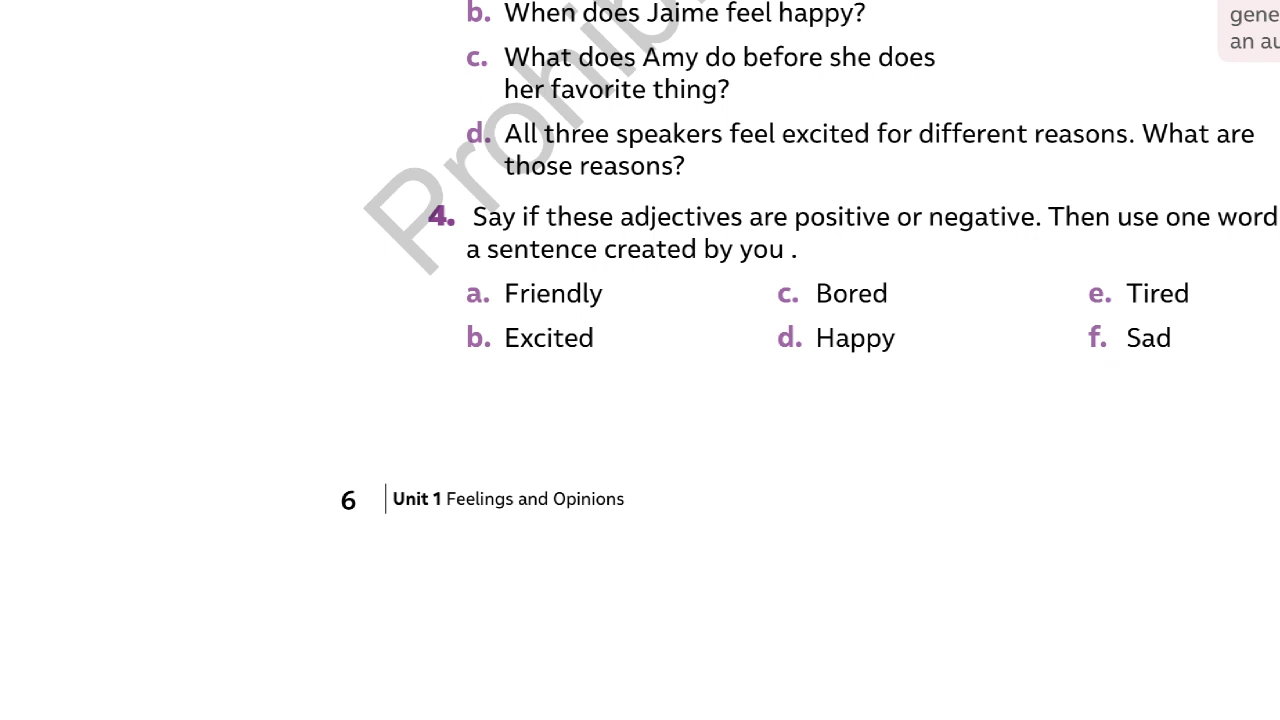 b. When does Jaime feel happy?
c. What does Amy do before she does
her favorite thing?
d. All three speakers feel excited for different reasons. What are
those reasons?
4. Say if these adjectives are positive or negative. Then use one word
a sentence created by you .
a. Friendly c. Bored e. Tired
b. Excited d. Happy f. Sad
6 Unit 1 Feelings and Opinions